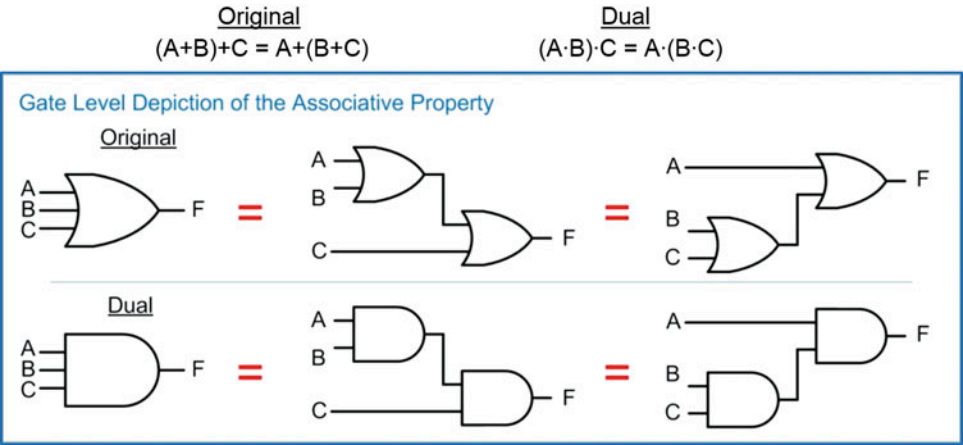 Original Dual
(A+B)+C = A+(B+C) (A·B)·C = A·(B·C)
Gate Level Depiction of the Associative Property
Original
A
B
C
F
=
A
B
C
F
=
A
B
C
F
Dual
A
B
C
F
=
A
B
C
F
=
A
B
C
F